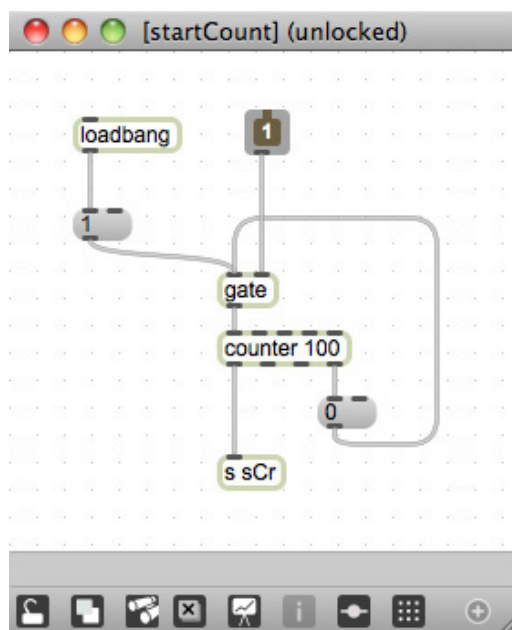 [startCount] (unlocked)
loadbang
1
1
gate
counter 100
0
s sCr